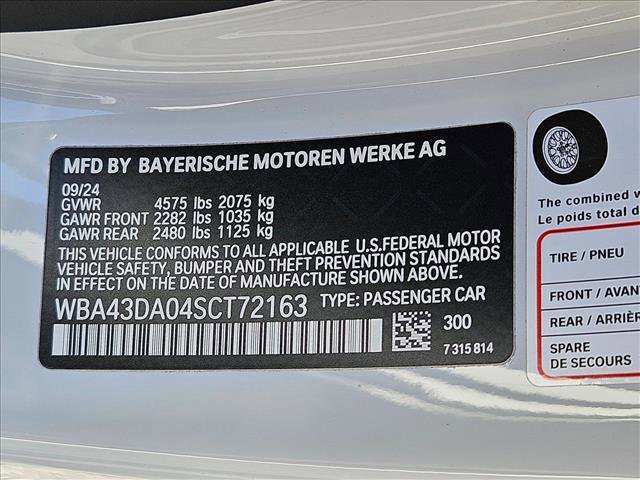 MFD BY BAYERISCHE MOTOREN WERKE AG
09/24
GVWR 4575 lbs 2075 kg
GAWR FRONT 2282 lbs 1035 kg
GAWR REAR 2480 lbs 1125 kg
THIS VEHICLE CONFORMS TO ALL APPLICABLE U.S.FEDERAL MOTOR
VEHICLE SAFETY, BUMPER AND THEFT PREVENTION STANDARDS
IN EFFECT ON THE DATE OF MANUFACTURE SHOWN ABOVE.
WBA43DA04SCT72163 TYPE: PASSENGER CAR
300
7 315 814
The combined w
Le poids total d
TIRE / PNEU
FRONT / AVAN
REAR / ARRIÈR
SPARE
DE SECOURS